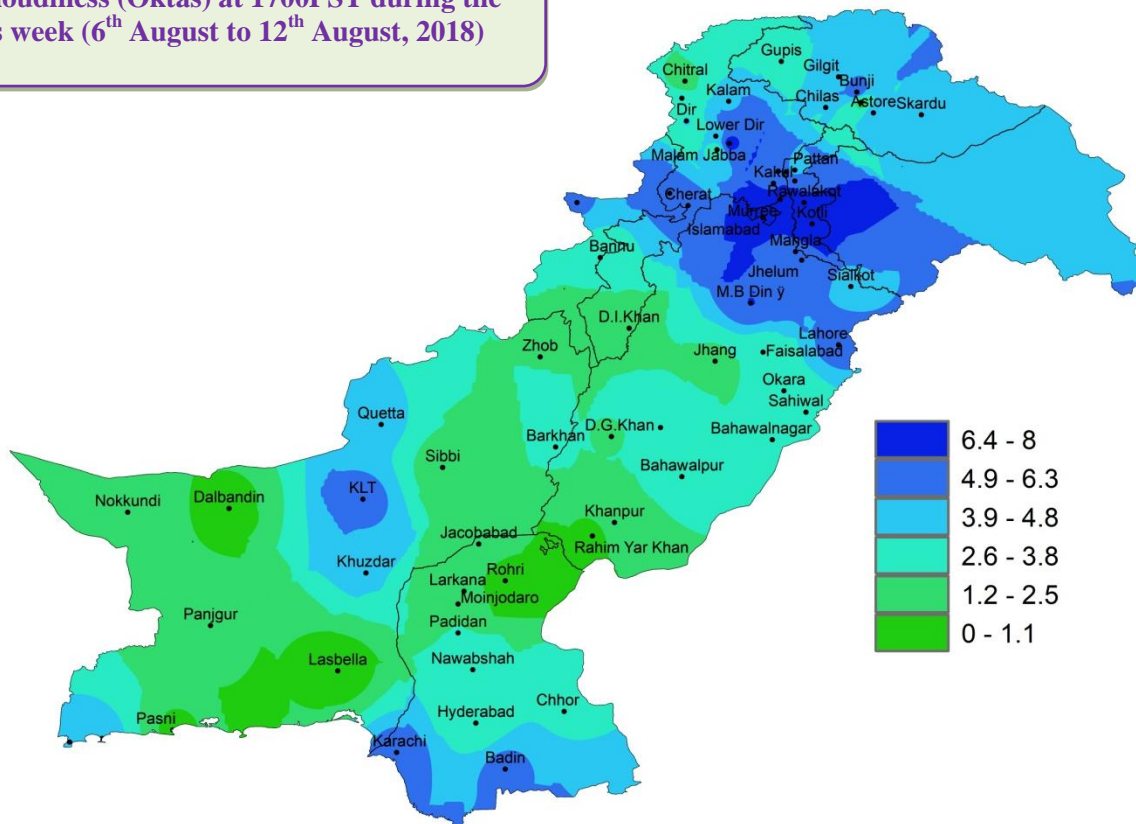 oudiness (Oktas) at 1700PST during the
s week (6th August to 12th August, 2018)
Gupis
Gilgit
Chitral
Bunji
Kalam
Chilas
Astore
Skardu
Dir
Lower Dir
Malam Jabba
Pattan
Kakul
Cherat
Rawalakot
Murree
Kotli
Islamabad
Mangla
Bannu
Jhelum
Sialkot
M.B Din ÿ
D.I.Khan
Lahore
Zhob
Jhang
Faisalabad
Okara
Sahiwal
Quetta
D.G.Khan
Bahawalnagar
Barkhan
Sibbi
Bahawalpur
KLT
Nokkundi
Dalbandin
Khanpur
Jacobabad
Rahim Yar Khan
Khuzdar
Rohri
Larkana
Moinjodaro
Panjgur
Padidan
Lasbella
Nawabshah
Chhor
Pasni
Hyderabad
Karachi
Badin
6.4 - 8
4.9 - 6.3
3.9 - 4.8
2.6 - 3.8
1.2 - 2.5
0 - 1.1